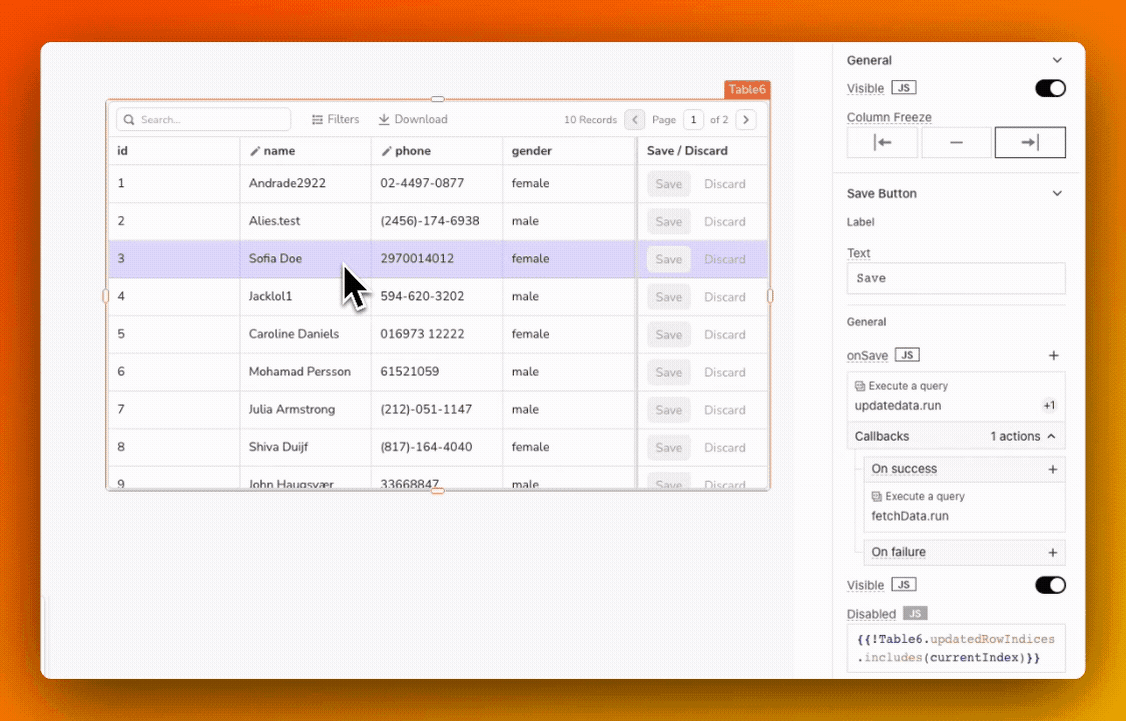 Table6
Search...
Filters
Download
10 Records
Page
1
of 2
id name phone gender Save / Discard
1 Andrade2922 02-4497-0877 female Save Discard
2 Alies.test (2456)-174-6938 male Save Discard
3 Sofia Doe 2970014012 female Save Discard
4 Jacklol1 594-620-3202 male Save Discard
5 Caroline Daniels 016973 12222 female Save Discard
6 Mohamad Persson 61521059 male Save Discard
7 Julia Armstrong (212)-051-1147 male Save Discard
8 Shiva Duijf (817)-164-4040 female Save Discard
9 John Haugsvær 33668847 male Save Discard
General
Visible JS
Column Freeze
Save Button
Label
Text
Save
General
onSave JS
Execute a query
updatedata.run +1
Callbacks 1 actions
On success
Execute a query
fetchData.run
On failure
Visible JS
Disabled JS
{{!Table6.updatedRowIndices
.includes(currentIndex)}}